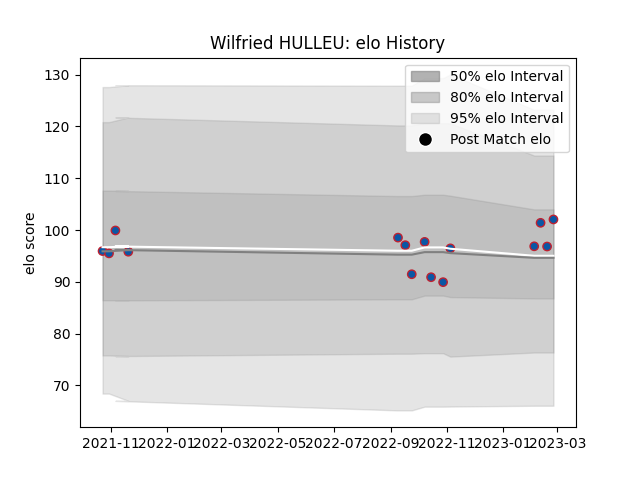 Wilfried HULLEU: elo History
50% elo Interval
80% elo Interval
95% elo Interval
Post Match elo
elo score
130
120
110
100
90
80
70
2021-11 2022-01 2022-03 2022-05 2022-07 2022-09 2022-11 2023-01 2023-03